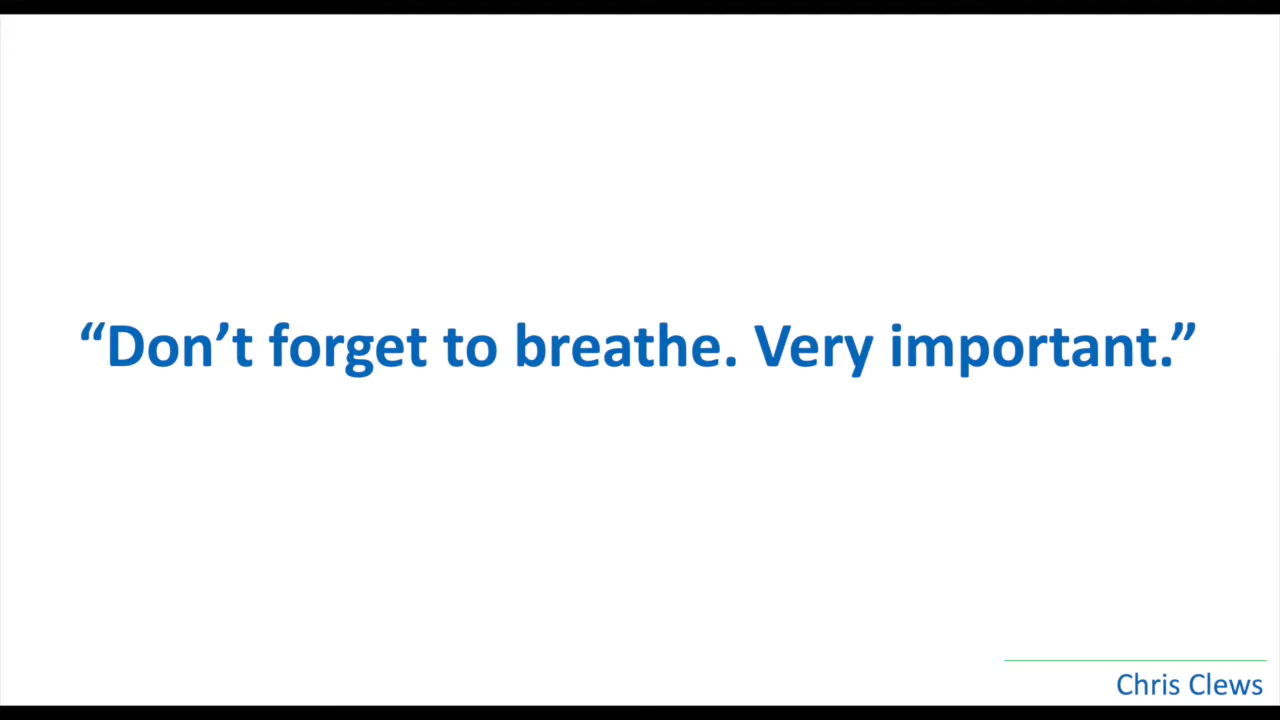 “Don’t forget to breathe. Very important.”
Chris Clews